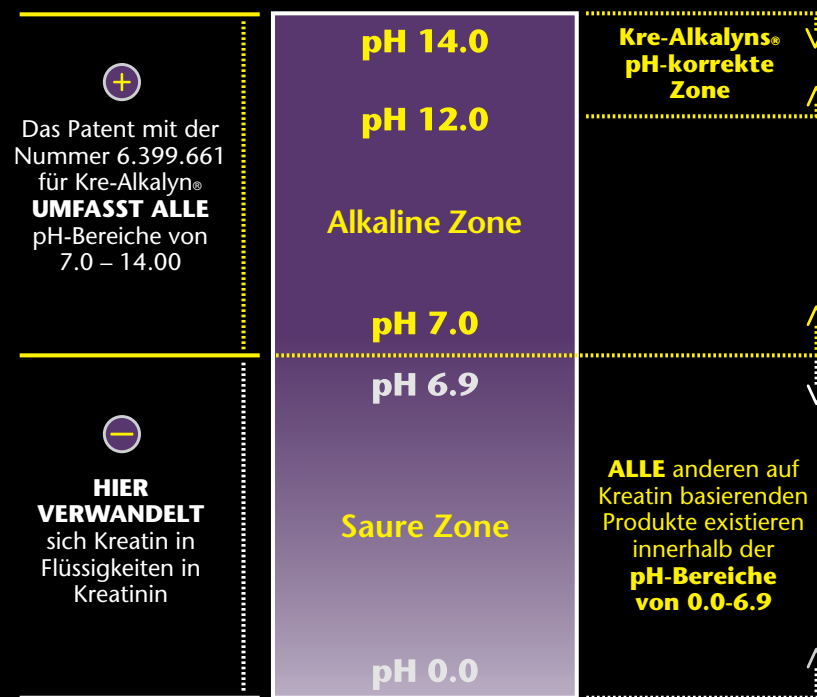 +
Das Patent mit der
Nummer 6.399.661
für Kre-Alkalyn®
UMFASST ALLE
pH-Bereiche von
7.0 – 14.00
−
HIER
VERWANDELT
sich Kreatin in
Flüssigkeiten in
Kreatinin
pH 14.0
pH 12.0
Alkaline Zone
pH 7.0
pH 6.9
Saure Zone
pH 0.0
Kre-Alkalyns®
pH-korrekte
Zone
ALLE anderen auf
Kreatin basierenden
Produkte existieren
innerhalb der
pH-Bereiche
von 0.0-6.9